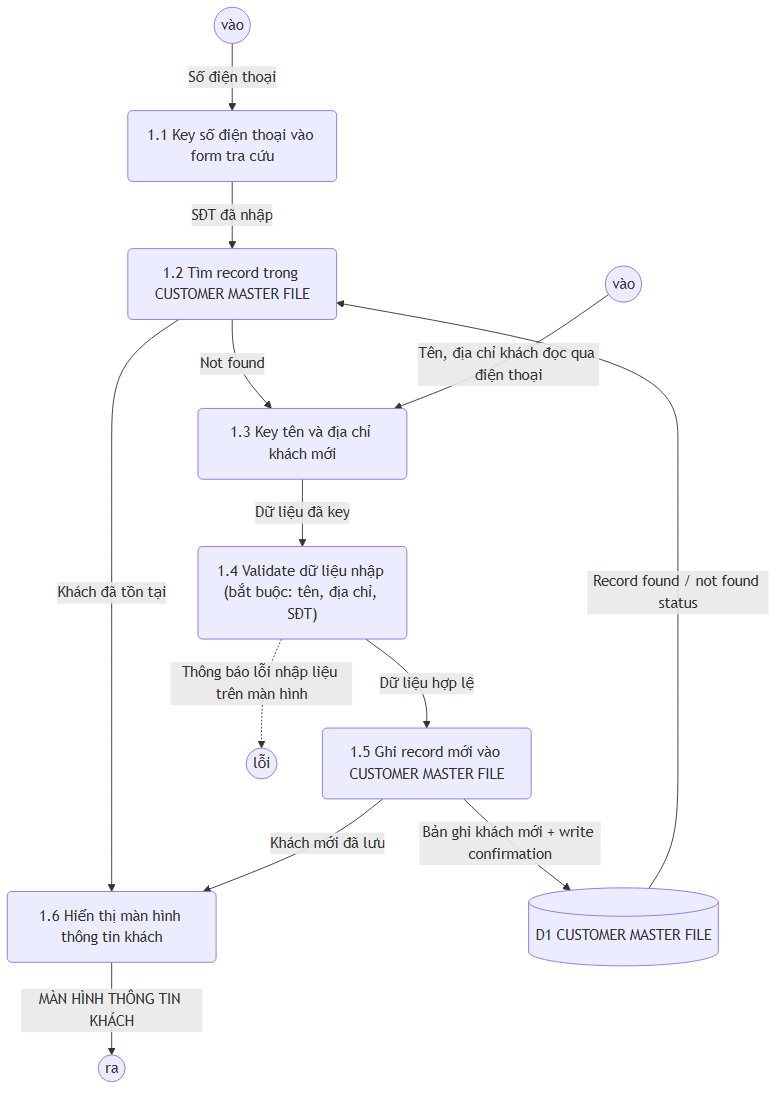 vào
Số điện thoại
1.1 Key số điện thoại vào
form tra cứu
SĐT đã nhập
1.2 Tìm record trong
CUSTOMER MASTER FILE
vào
Not found
Tên, địa chỉ khách đọc qua
điện thoại
1.3 Key tên và địa chỉ
khách mới
Dữ liệu đã key
1.4 Validate dữ liệu nhập
(bắt buộc: tên, địa chỉ,
SĐT)
Khách đã tồn tại
Record found / not found
status
Thông báo lỗi nhập liệu
trên màn hình
Dữ liệu hợp lệ
lỗi
1.5 Ghi record mới vào
CUSTOMER MASTER FILE
Khách mới đã lưu
Bản ghi khách mới + write
confirmation
1.6 Hiển thị màn hình
thông tin khách
D1 CUSTOMER MASTER FILE
MÀN HÌNH THÔNG TIN
KHÁCH
ra